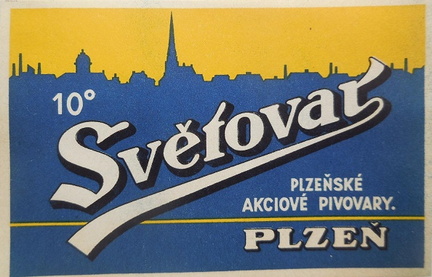 10°
Světovar
PLZEŇSKÉ
AKCIOVÉ PIVOVARY.
PLZEŇ